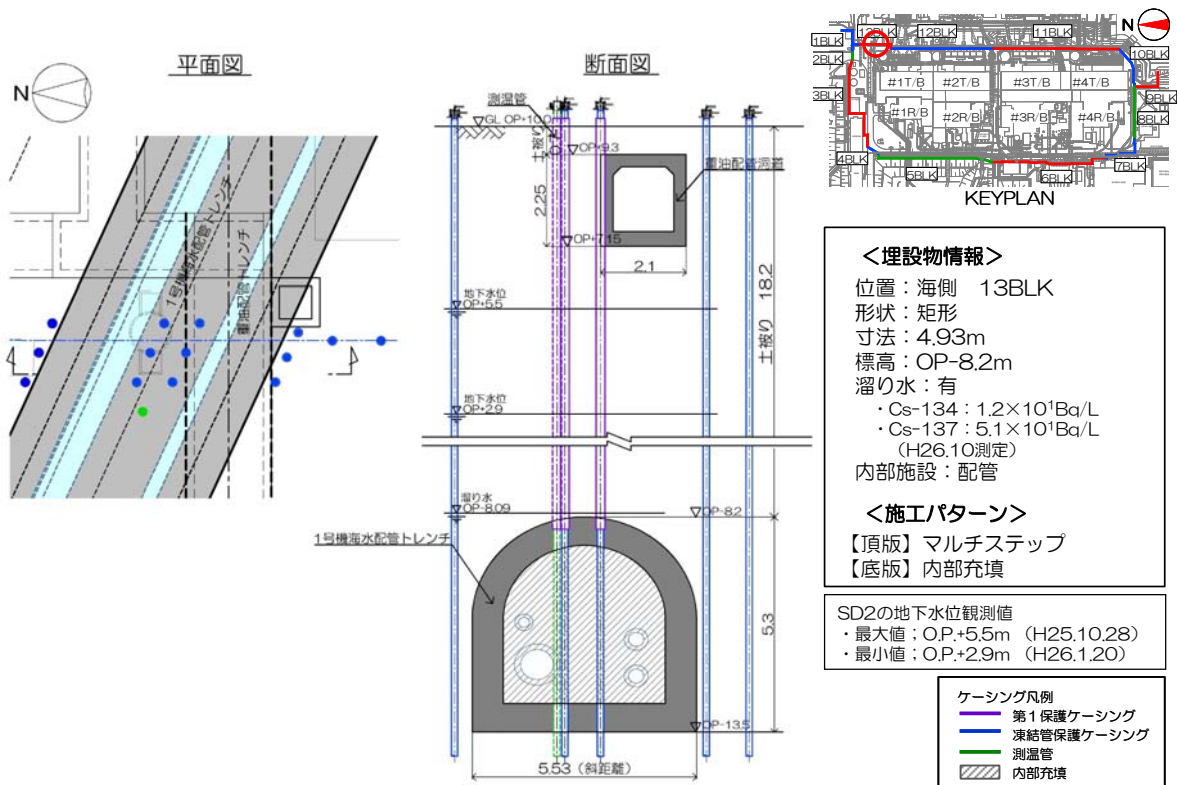 平面図
N
1号機海水配管トレンチ
重油配管トレンチ
断面図
測温管
GL OP+10.0
土被り 0.7
OP+9.3
重油配管洞道
2.25
OP+7.15
2.1
土被り 18.2
地下水位
OP+5.5
地下水位
OP+2.9
溜り水
OP-8.09
OP-8.2
1号機海水配管トレンチ
5.3
OP-13.5
5.53（斜距離）
N
1BLK
13BLK
12BLK
11BLK
10BLK
2BLK
#1T/B
#2T/B
#3T/B
#4T/B
3BLK
9BLK
#1R/B
#2R/B
#3R/B
#4R/B
8BLK
4BLK
5BLK
6BLK
7BLK
KEYPLAN
＜埋設物情報＞
位置：海側　13BLK
形状：矩形
寸法：4.93m
標高：OP-8.2m
溜り水：有
・Cs-134：1.2×10¹Bq/L
・Cs-137：5.1×10¹Bq/L
（H26.10測定）
内部施設：配管
＜施工パターン＞
【頂版】マルチステップ
【底版】内部充填
SD2の地下水位観測値
・最大値；O.P.+5.5m （H25.10.28）
・最小値；O.P.+2.9m （H26.1.20）
ケーシング凡例
第１保護ケーシング
凍結管保護ケーシング
測温管
内部充填